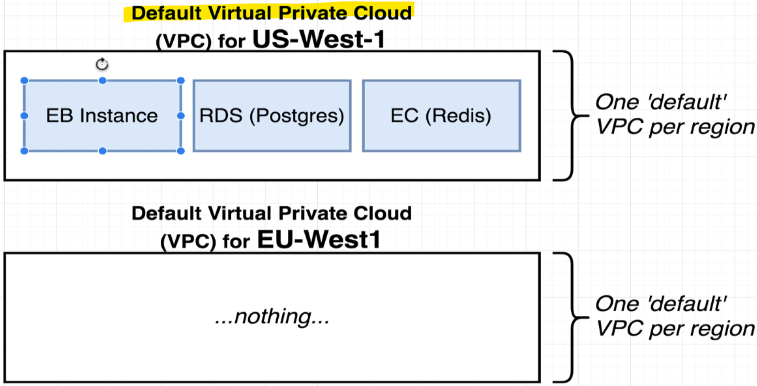 Default Virtual Private Cloud
(VPC) for US-West-1
EB Instance
RDS (Postgres)
EC (Redis)
One 'default'
VPC per region
Default Virtual Private Cloud
(VPC) for EU-West1
...nothing...
One 'default'
VPC per region